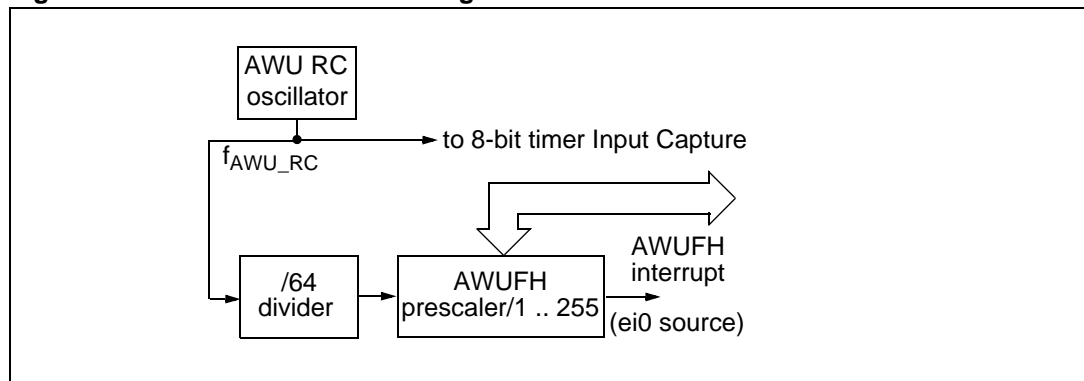 AWU RC
oscillator
to 8-bit timer Input Capture
fAWU_RC
AWUFH
interrupt
/64
divider
AWUFH
prescaler/1 .. 255
(ei0 source)